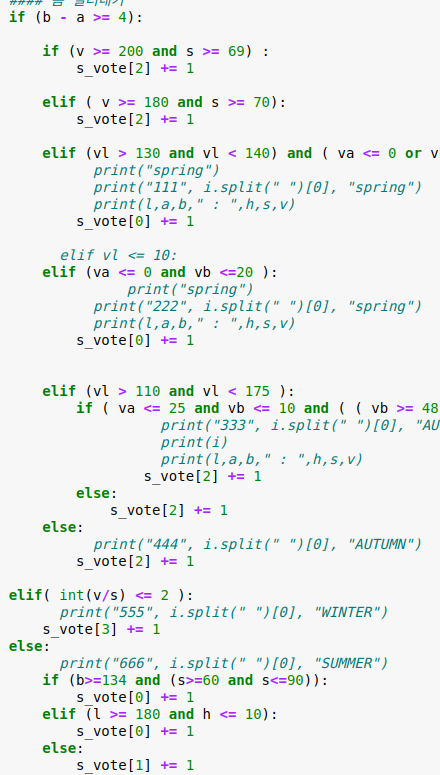 if (b - a >= 4):
if (v >= 200 and s >= 69) :
s_vote[2] += 1
elif ( v >= 180 and s >= 70):
s_vote[2] += 1
elif (vl > 130 and vl < 140) and ( va <= 0 or v
print("spring")
print("111", i.split(" ")[0], "spring")
print(l,a,b," : ",h,s,v)
s_vote[0] += 1
elif vl <= 10:
elif (va <= 0 and vb <=20 ):
print("spring")
print("222", i.split(" ")[0], "spring")
print(l,a,b," : ",h,s,v)
s_vote[0] += 1
elif (vl > 110 and vl < 175 ):
if ( va <= 25 and vb <= 10 and ( ( vb >= 48
print("333", i.split(" ")[0], "AU
print(i)
print(l,a,b," : ",h,s,v)
s_vote[2] += 1
else:
s_vote[2] += 1
else:
print("444", i.split(" ")[0], "AUTUMN")
s_vote[2] += 1
elif( int(v/s) <= 2 ):
print("555", i.split(" ")[0], "WINTER")
s_vote[3] += 1
else:
print("666", i.split(" ")[0], "SUMMER")
if (b>=134 and (s>=60 and s<=90)):
s_vote[0] += 1
elif (l >= 180 and h <= 10):
s_vote[0] += 1
else:
s_vote[1] += 1